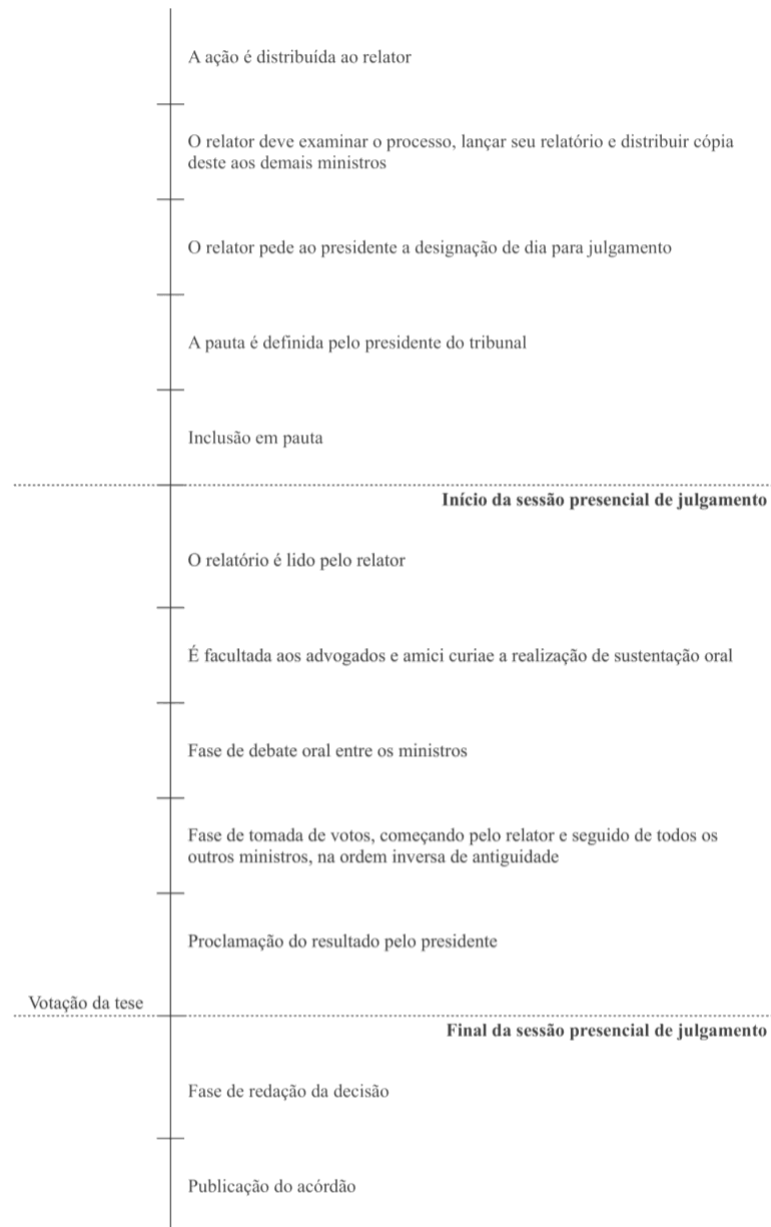 A ação é distribuída ao relator
O relator deve examinar o processo, lançar seu relatório e distribuir cópia
deste aos demais ministros
O relator pede ao presidente a designação de dia para julgamento
A pauta é definida pelo presidente do tribunal
Inclusão em pauta
Início da sessão presencial de julgamento
O relatório é lido pelo relator
É facultada aos advogados e amici curiae a realização de sustentação oral
Fase de debate oral entre os ministros
Fase de tomada de votos, começando pelo relator e seguido de todos os
outros ministros, na ordem inversa de antiguidade
Proclamação do resultado pelo presidente
Votação da tese
Final da sessão presencial de julgamento
Fase de redação da decisão
Publicação do acórdão